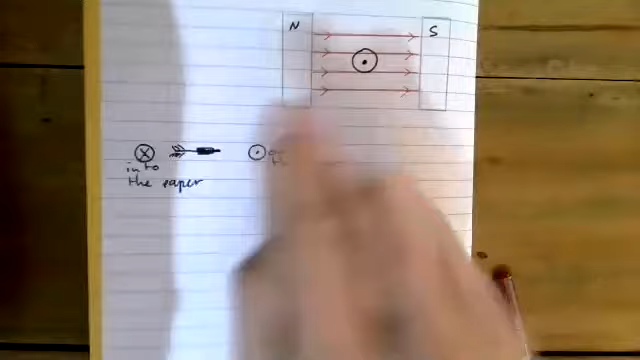 N
S
in to
the paper